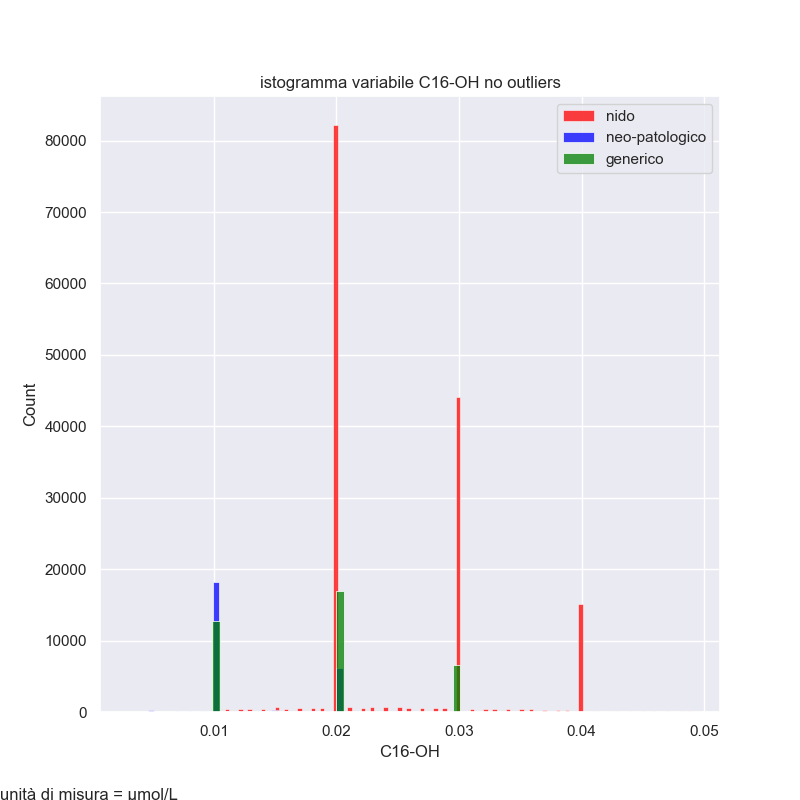 istogramma variabile C16-OH no outliers
nido
neo-patologico
generico
80000
70000
60000
50000
40000
30000
20000
10000
0
Count
0.01 0.02 0.03 0.04 0.05
C16-OH
unità di misura = μmol/L